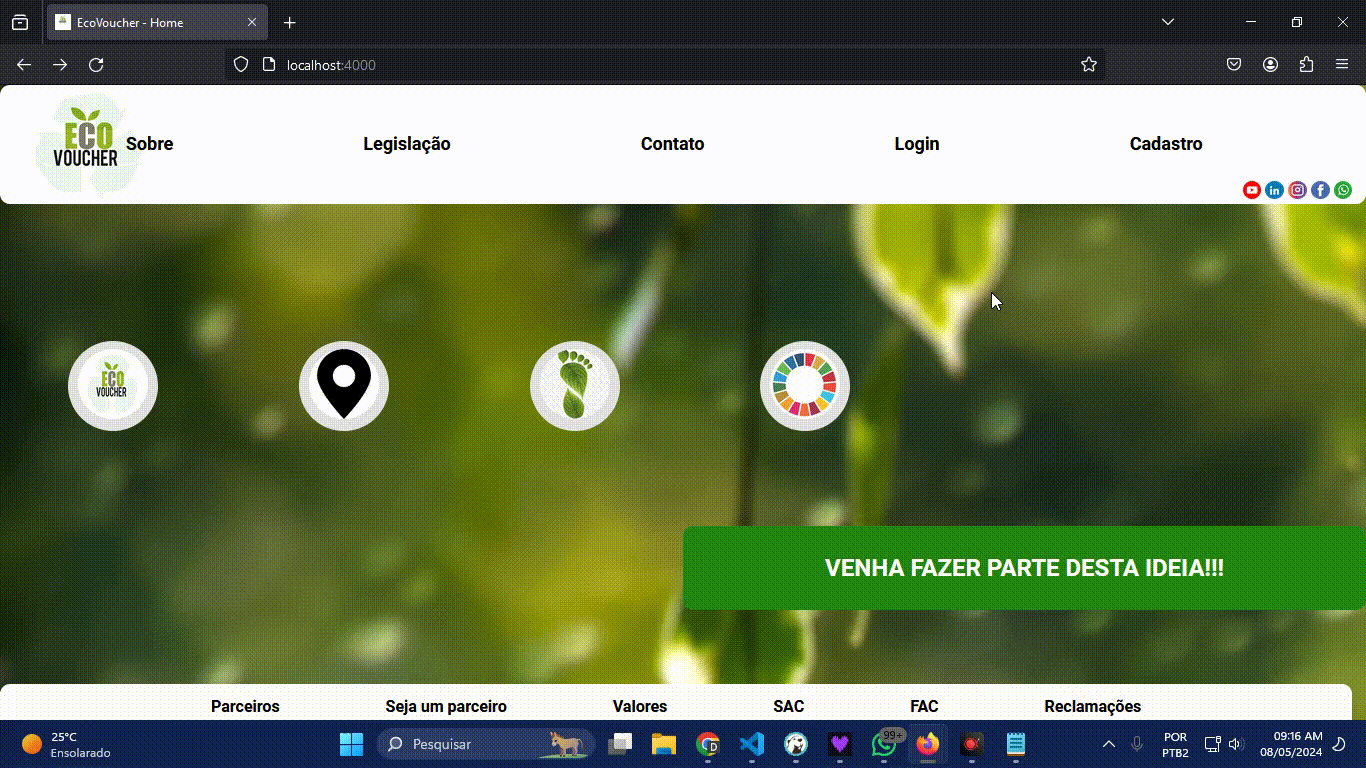 EcoVoucher - Home
localhost:4000
ECO
VOUCHER
Sobre
Legislação
Contato
Login
Cadastro
ECO
VOUCHER
VENHA FAZER PARTE DESTA IDEIA!!!
Parceiros
Seja um parceiro
Valores
SAC
FAC
Reclamações
25°C
Ensolarado
Pesquisar
D
99+
POR
PTB2
09:16 AM
08/05/2024